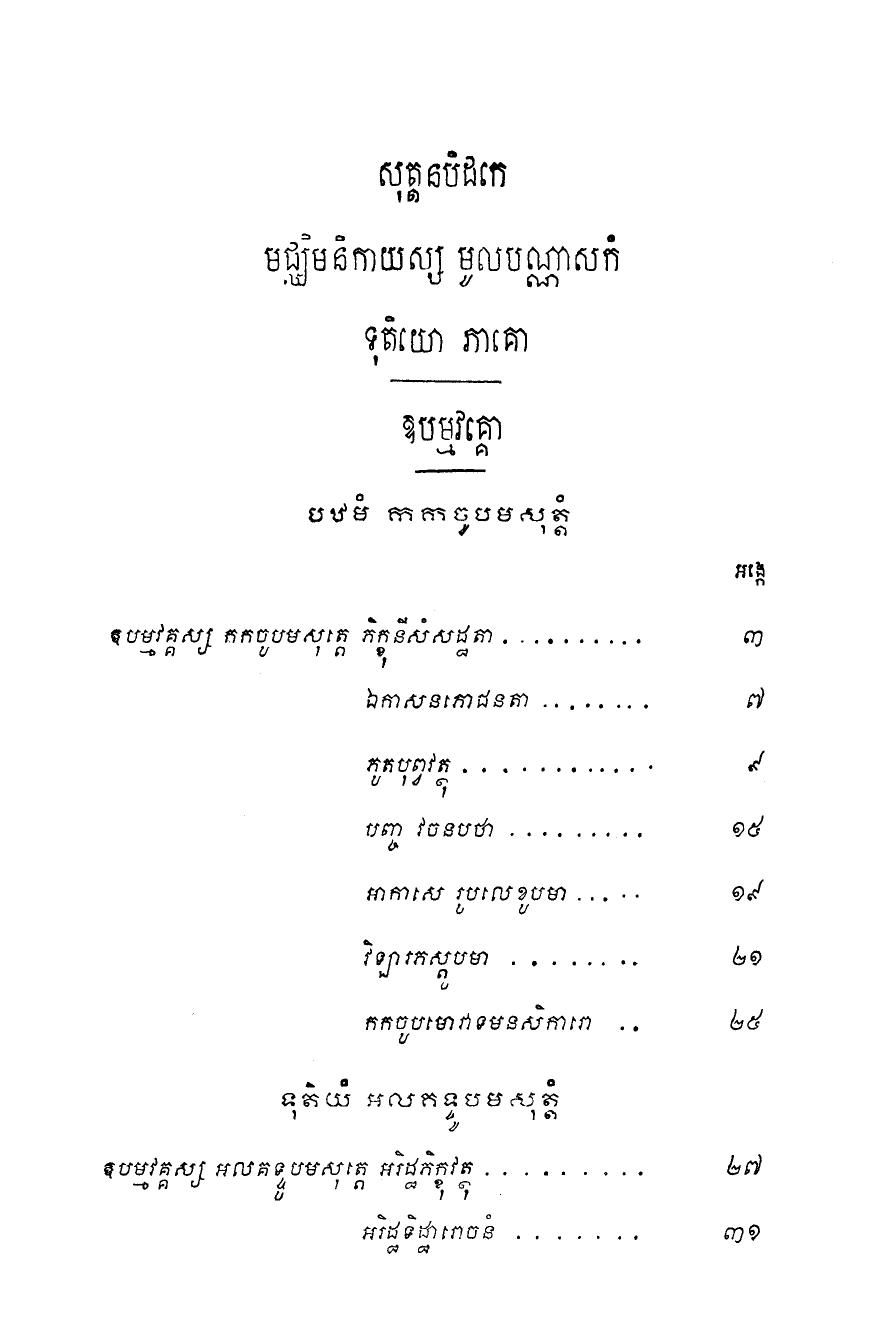 សុត្តនបិដកេ
មជ្ឈិមនិកាយស្ស មូលបណ្ណាសកំ
ទុតិយោ ភាគោ
ឱបម្មវគ្គោ
បឋមំ កកចូបមសុត្តំ
អង្កេ
ឱបម្មវគ្គស្ស កកចូបមសុត្តេ ភិក្ខុនីសំសដ្ឋតា . . . . . . . . . . ៣
ឯកាសនភោជនតា . . . . . . . . ៧
ភូតបុព្វវត្ថុ . . . . . . . . . . . ៩
បញ្ច វចនបថា . . . . . . . . . ១៥
អាកាសេ រូបលេខូបមា . . . . . ១៩
វិឡារភស្តូបមា . . . . . . . . ២១
កកចូបមោវាទមនសិការោ . . ២៥
ទុតិយំ អលគទ្ទូបមសុត្តំ
ឱបម្មវគ្គស្ស អលគទ្ទូបមសុត្តេ អរិដ្ឋភិក្ខុវត្ថុ . . . . . . . . . ២៧
អរិដ្ឋទិដ្ឋារោចនំ . . . . . . . ៣១